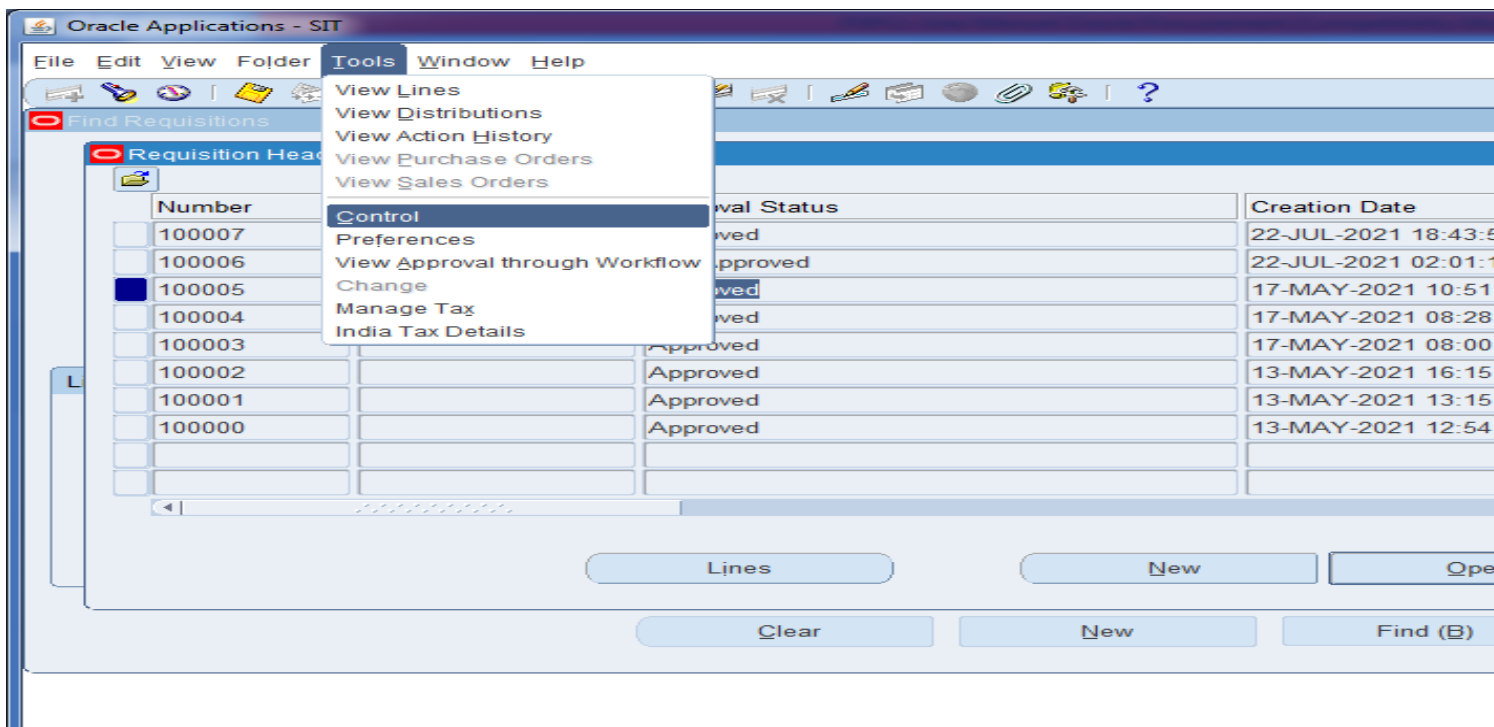 Oracle Applications - SIT
File Edit View Folder Tools Window Help
View Lines
View Distributions
View Action History
View Purchase Orders
View Sales Orders
Control
Preferences
View Approval through Workflow
Change
Manage Tax
India Tax Details
Find Requisitions
Requisition Head
Number val Status Creation Date
100007 ved 22-JUL-2021 18:43:5
100006 pproved 22-JUL-2021 02:01:1
100005 ved 17-MAY-2021 10:51
100004 ved 17-MAY-2021 08:28
100003 Approved 17-MAY-2021 08:00
100002 Approved 13-MAY-2021 16:15
100001 Approved 13-MAY-2021 13:15
100000 Approved 13-MAY-2021 12:54
Li
Lines New Ope
Clear New Find (B)